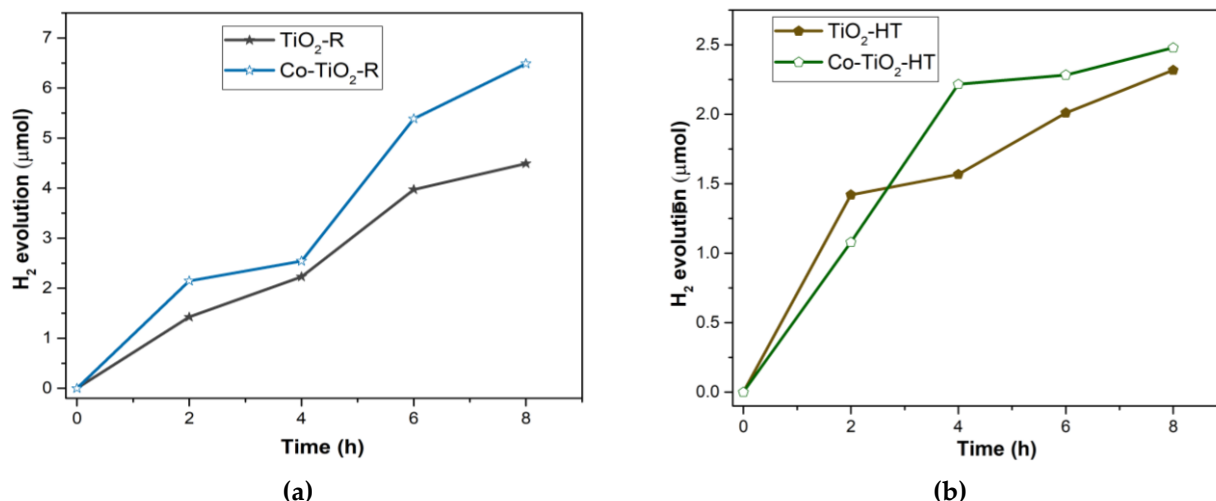 TiO₂-R
Co-TiO₂-R
7
6
5
4
3
2
1
0
H₂ evolution (μmol)
0 2 4 6 8
Time (h)
(a)
TiO₂-HT
Co-TiO₂-HT
2.5
2.0
1.5
1.0
0.5
0.0
H₂ evolution (μmol)
0 2 4 6 8
Time (h)
(b)